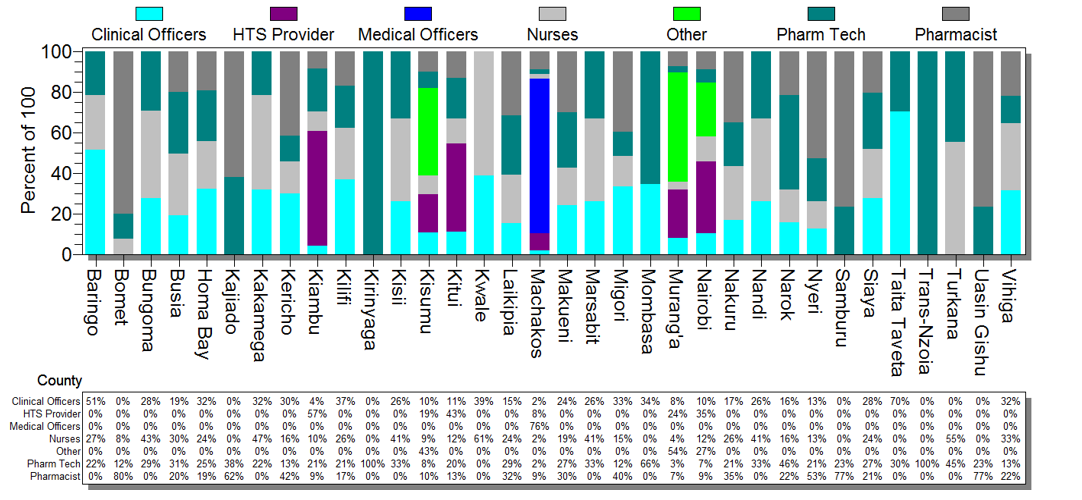 Clinical Officers HTS Provider Medical Officers Nurses Other Pharm Tech Pharmacist
Percent of 100
100
80
60
40
20
0
Baringo
Bomet
Bungoma
Busia
Homa Bay
Kajiado
Kakamega
Kericho
Kiambu
Kilifi
Kirinyaga
Kisii
Kisumu
Kitui
Kwale
Laikipia
Machakos
Makueni
Marsabit
Migori
Mombasa
Murang'a
Nairobi
Nakuru
Nandi
Narok
Nyeri
Samburu
Siaya
Taita Taveta
Trans-Nzoia
Turkana
Uasin Gishu
Vihiga
County
Clinical Officers 51% 0% 28% 19% 32% 0% 32% 30% 4% 37% 0% 26% 10% 11% 39% 15% 2% 24% 26% 33% 34% 8% 10% 17% 26% 16% 13% 0% 28% 70% 0% 0% 0% 32%
HTS Provider 0% 0% 0% 0% 0% 0% 0% 0% 57% 0% 0% 0% 19% 43% 0% 0% 8% 0% 0% 0% 0% 24% 35% 0% 0% 0% 0% 0% 0% 0% 0% 0% 0% 0%
Medical Officers 0% 0% 0% 0% 0% 0% 0% 0% 0% 0% 0% 0% 0% 0% 0% 0% 76% 0% 0% 0% 0% 0% 0% 0% 0% 0% 0% 0% 0% 0% 0% 0% 0% 0%
Nurses 27% 8% 43% 30% 24% 0% 47% 16% 10% 26% 0% 41% 9% 12% 61% 24% 2% 19% 41% 15% 0% 4% 12% 26% 41% 16% 13% 0% 24% 0% 0% 55% 0% 33%
Other 0% 0% 0% 0% 0% 0% 0% 0% 0% 0% 0% 0% 43% 0% 0% 0% 0% 0% 0% 0% 0% 54% 27% 0% 0% 0% 0% 0% 0% 0% 0% 0% 0% 0%
Pharm Tech 22% 12% 29% 31% 25% 38% 22% 13% 21% 21% 100% 33% 8% 20% 0% 29% 2% 27% 33% 12% 66% 3% 7% 21% 33% 46% 21% 23% 27% 30% 100% 45% 23% 13%
Pharmacist 0% 80% 0% 20% 19% 62% 0% 42% 9% 17% 0% 0% 10% 13% 0% 32% 9% 30% 0% 40% 0% 7% 9% 35% 0% 22% 53% 77% 21% 0% 0% 0% 77% 22%